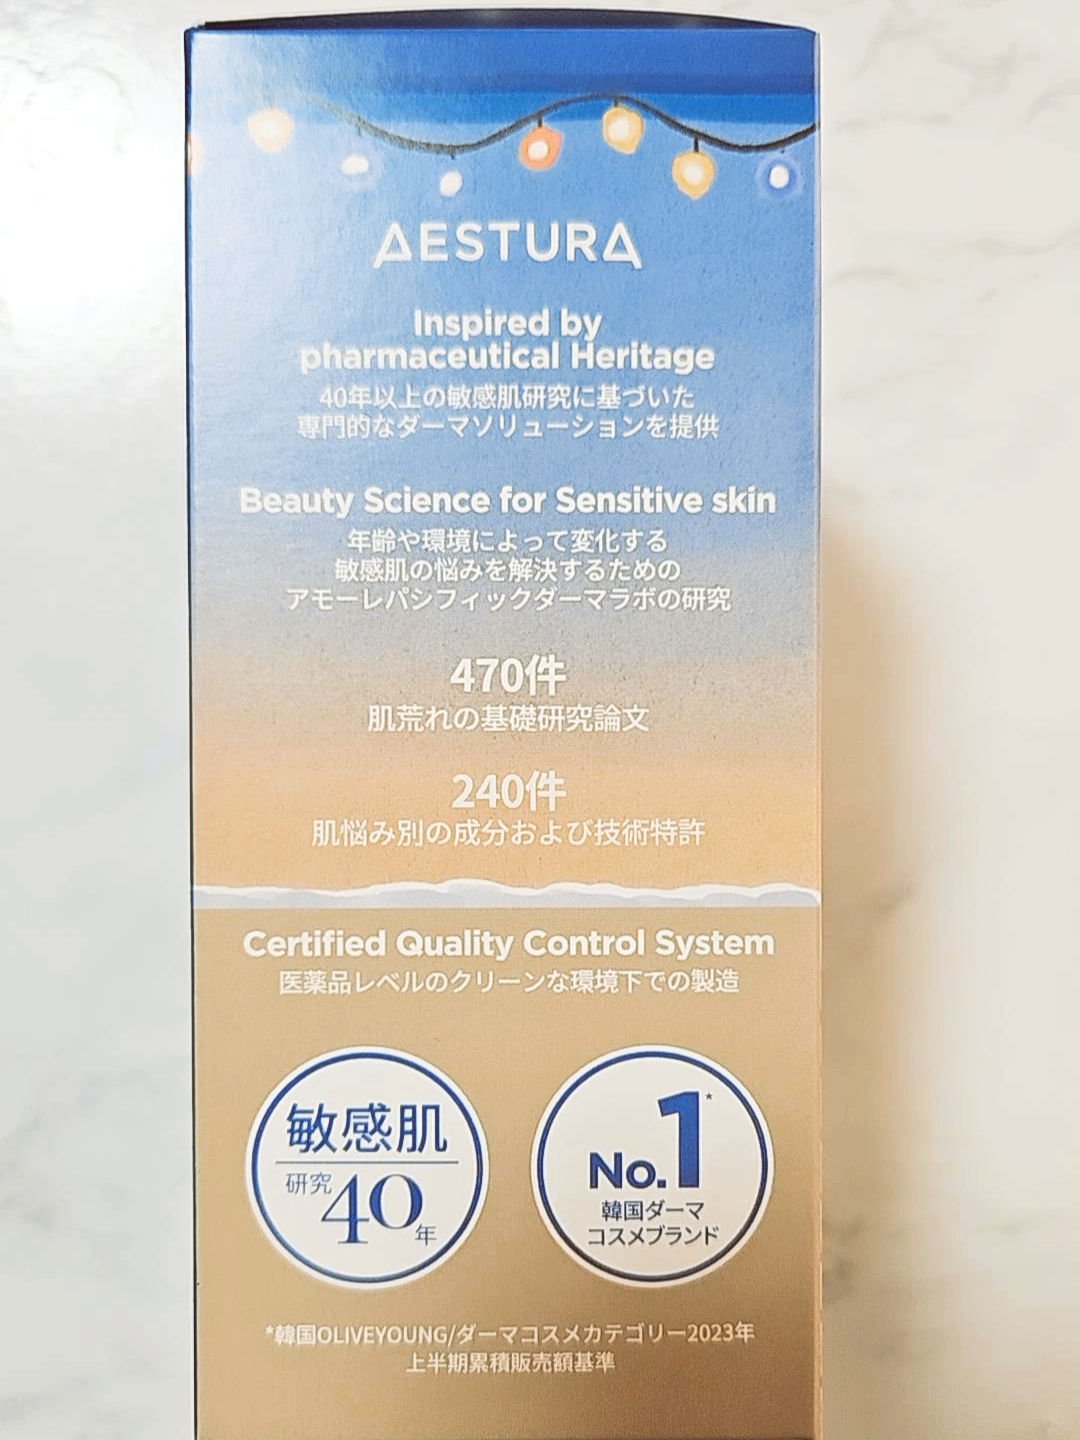 AESTURA
Inspired by
pharmaceutical Heritage
40年以上の敏感肌研究に基づいた
専門的なダーマソリューションを提供
Beauty Science for Sensitive skin
年齢や環境によって変化する
敏感肌の悩みを解決するための
アモーレパシフィックダーマラボの研究
470件
肌荒れの基礎研究論文
240件
肌悩み別の成分および技術特許
Certified Quality Control System
医薬品レベルのクリーンな環境下での製造
敏感肌
研究40年
No.1*
韓国ダーマ
コスメブランド
*韓国OLIVEYOUNG/ダーマコスメカテゴリー2023年
上半期累積販売額基準